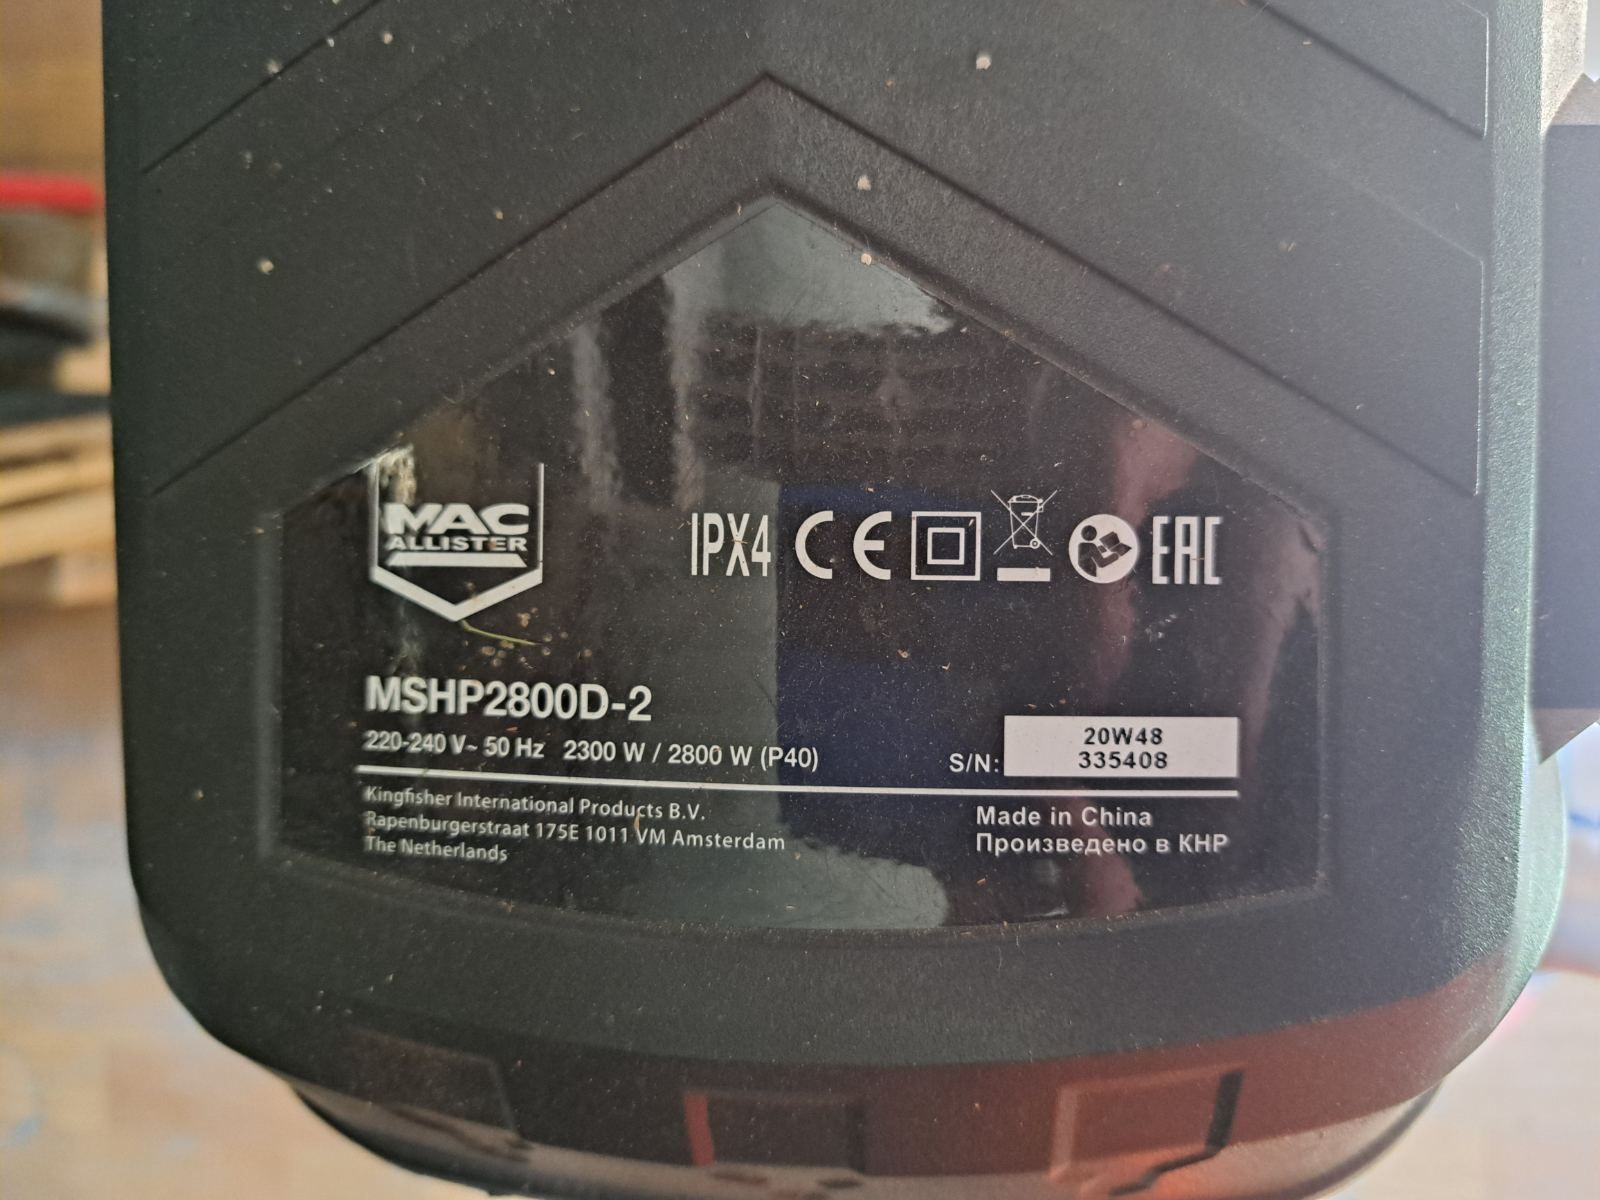 MAC
ALLISTER
IPX4 CE EAC
MSHP2800D-2
220-240 V~ 50 Hz 2300 W / 2800 W (P40)
S/N:
20W48
335408
Kingfisher International Products B.V.
Rapenburgerstraat 175E 1011 VM Amsterdam
The Netherlands
Made in China
Произведено в КНР